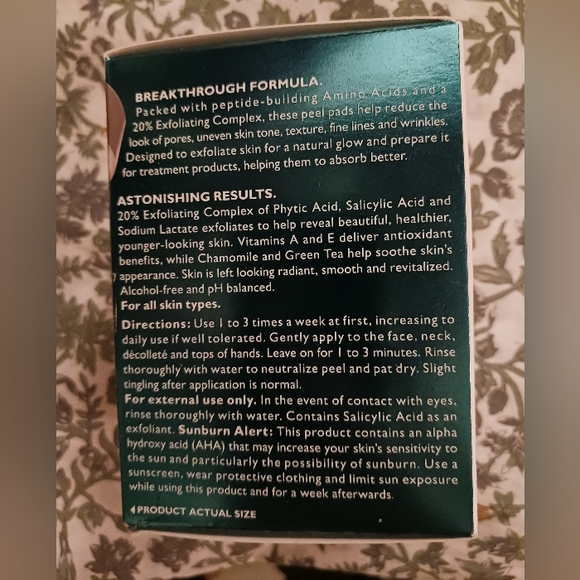 BREAKTHROUGH FORMULA.
Packed with peptide-building Amino Acids and a
20% Exfoliating Complex, these peel pads help reduce the
look of pores, uneven skin tone, texture, fine lines and wrinkles.
Designed to exfoliate skin for a natural glow and prepare it
for treatment products, helping them to absorb better.
ASTONISHING RESULTS.
20% Exfoliating Complex of Phytic Acid, Salicylic Acid and
Sodium Lactate exfoliates to help reveal beautiful, healthier,
younger-looking skin. Vitamins A and E deliver antioxidant
benefits, while Chamomile and Green Tea help soothe skin's
appearance. Skin is left looking radiant, smooth and revitalized.
Alcohol-free and pH balanced.
For all skin types.
Directions: Use 1 to 3 times a week at first, increasing to
daily use if well tolerated. Gently apply to the face, neck,
décolleté and tops of hands. Leave on for 1 to 3 minutes. Rinse
thoroughly with water to neutralize peel and pat dry. Slight
tingling after application is normal.
For external use only. In the event of contact with eyes,
rinse thoroughly with water. Contains Salicylic Acid as an
exfoliant. Sunburn Alert: This product contains an alpha
hydroxy acid (AHA) that may increase your skin's sensitivity to
the sun and particularly the possibility of sunburn. Use a
sunscreen, wear protective clothing and limit sun exposure
while using this product and for a week afterwards.
◀PRODUCT ACTUAL SIZE